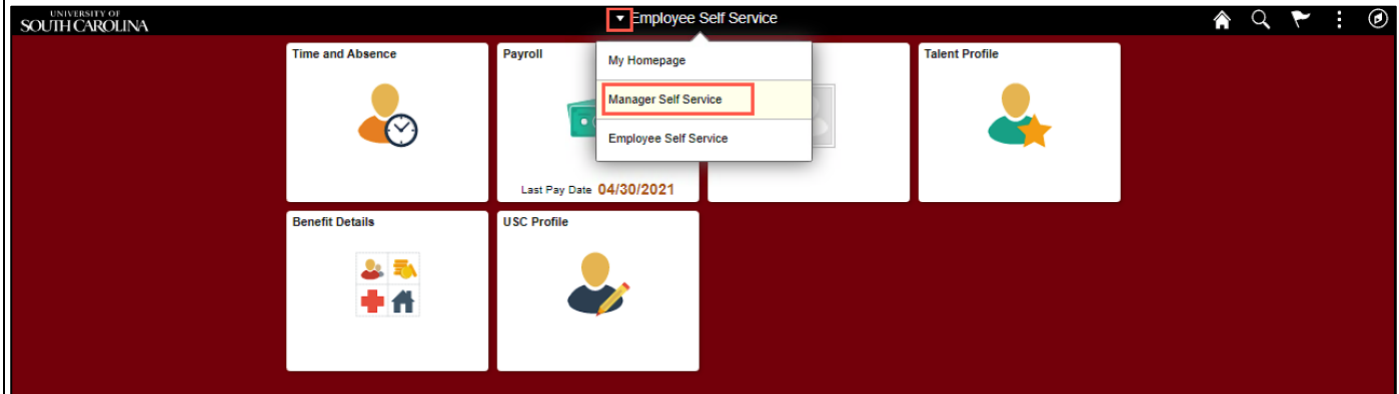 UNIVERSITY OF
SOUTH CAROLINA
Employee Self Service
Time and Absence
Payroll
Talent Profile
My Homepage
Manager Self Service
Employee Self Service
Last Pay Date 04/30/2021
Benefit Details
USC Profile